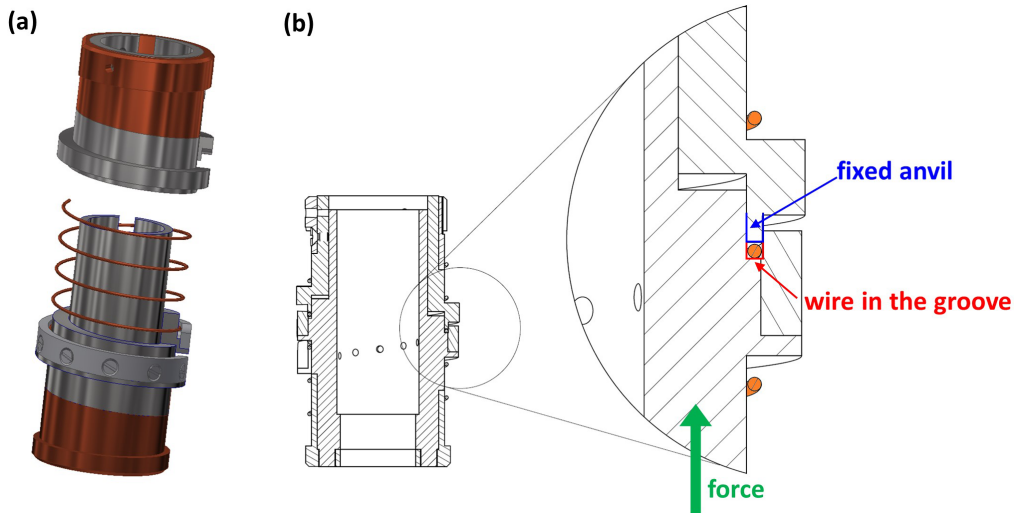 (a)
(b)
fixed anvil
wire in the groove
force